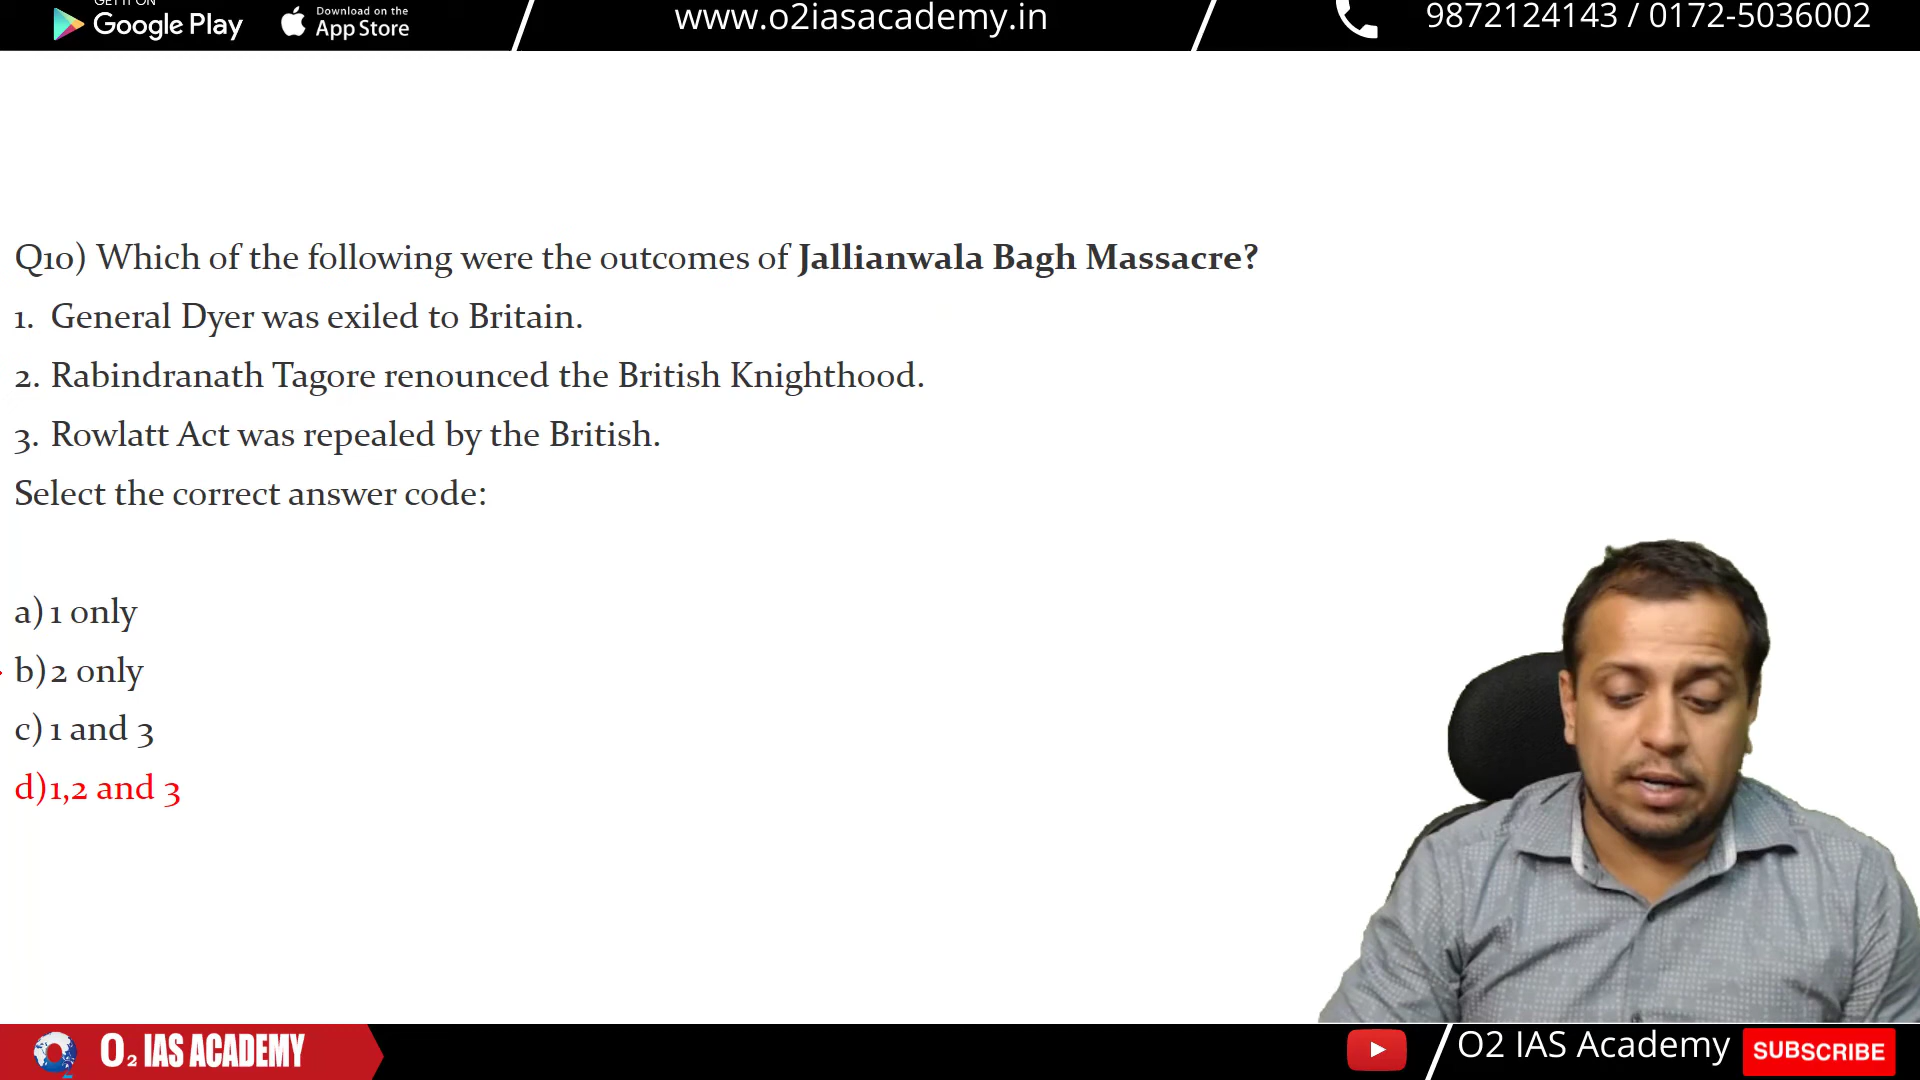 GET IT ON
Google Play
Download on the
App Store
www.o2iasacademy.in
9872124143 / 0172-5036002
Q10) Which of the following were the outcomes of Jallianwala Bagh Massacre?
1. General Dyer was exiled to Britain.
2. Rabindranath Tagore renounced the British Knighthood.
3. Rowlatt Act was repealed by the British.
Select the correct answer code:
a) 1 only
b) 2 only
c) 1 and 3
d) 1,2 and 3
O2 IAS ACADEMY
O2 IAS Academy
SUBSCRIBE